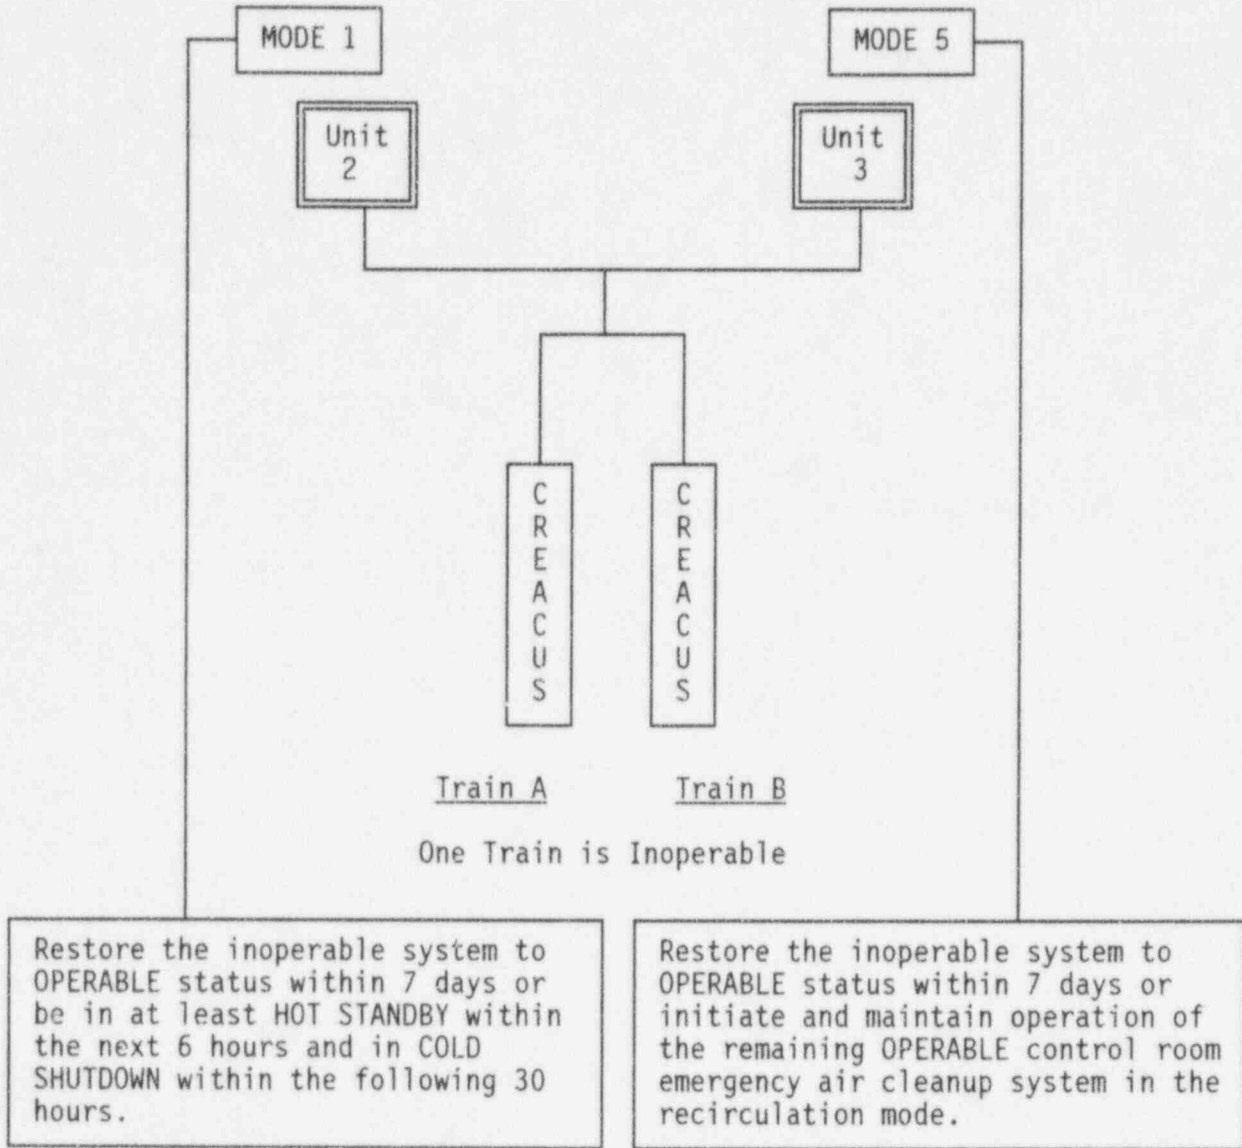 MODE 1
MODE 5
Unit
2
Unit
3
C
R
E
A
C
U
S
C
R
E
A
C
U
S
Train A
Train B
One Train is Inoperable
Restore the inoperable system to
OPERABLE status within 7 days or
be in at least HOT STANDBY within
the next 6 hours and in COLD
SHUTDOWN within the following 30
hours.
Restore the inoperable system to
OPERABLE status within 7 days or
initiate and maintain operation of
the remaining OPERABLE control room
emergency air cleanup system in the
recirculation mode.